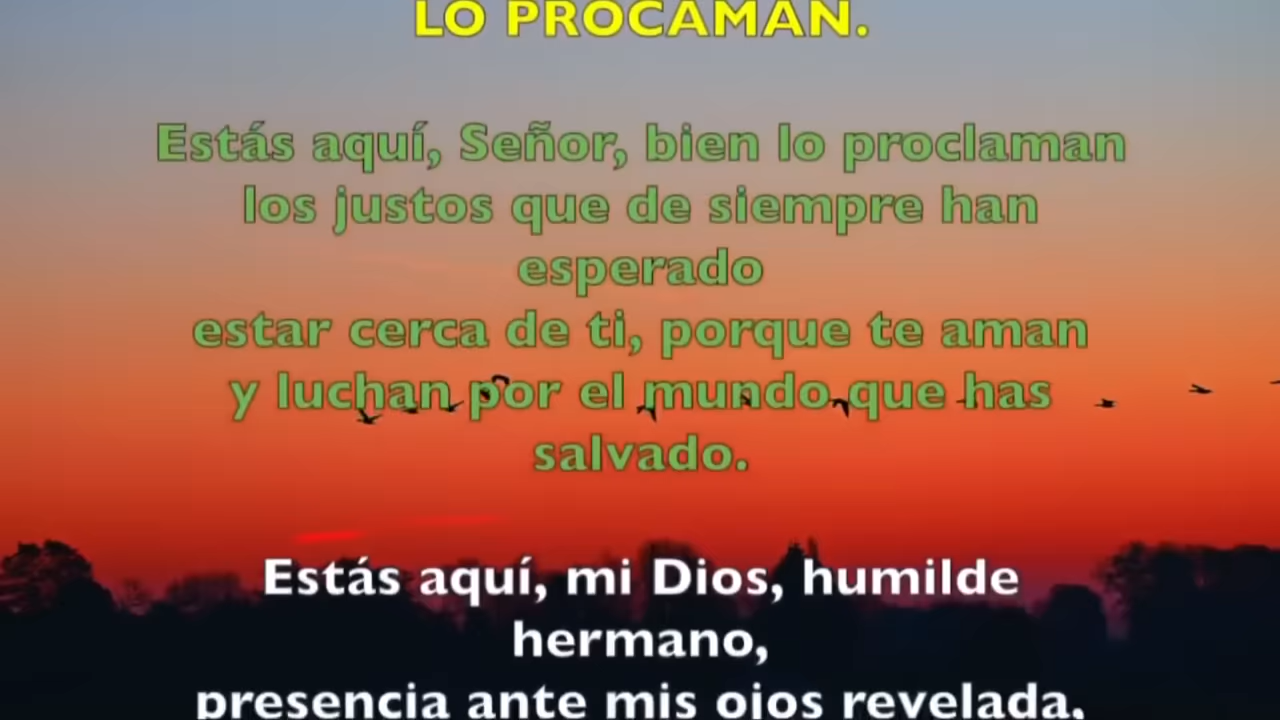 LO PROCAMAN.
Estás aquí, Señor, bien lo proclaman
los justos que de siempre han
esperado
estar cerca de ti, porque te aman
y luchan por el mundo que has
salvado.
Estás aquí, mi Dios, humilde
hermano,
presencia ante mis ojos revelada,